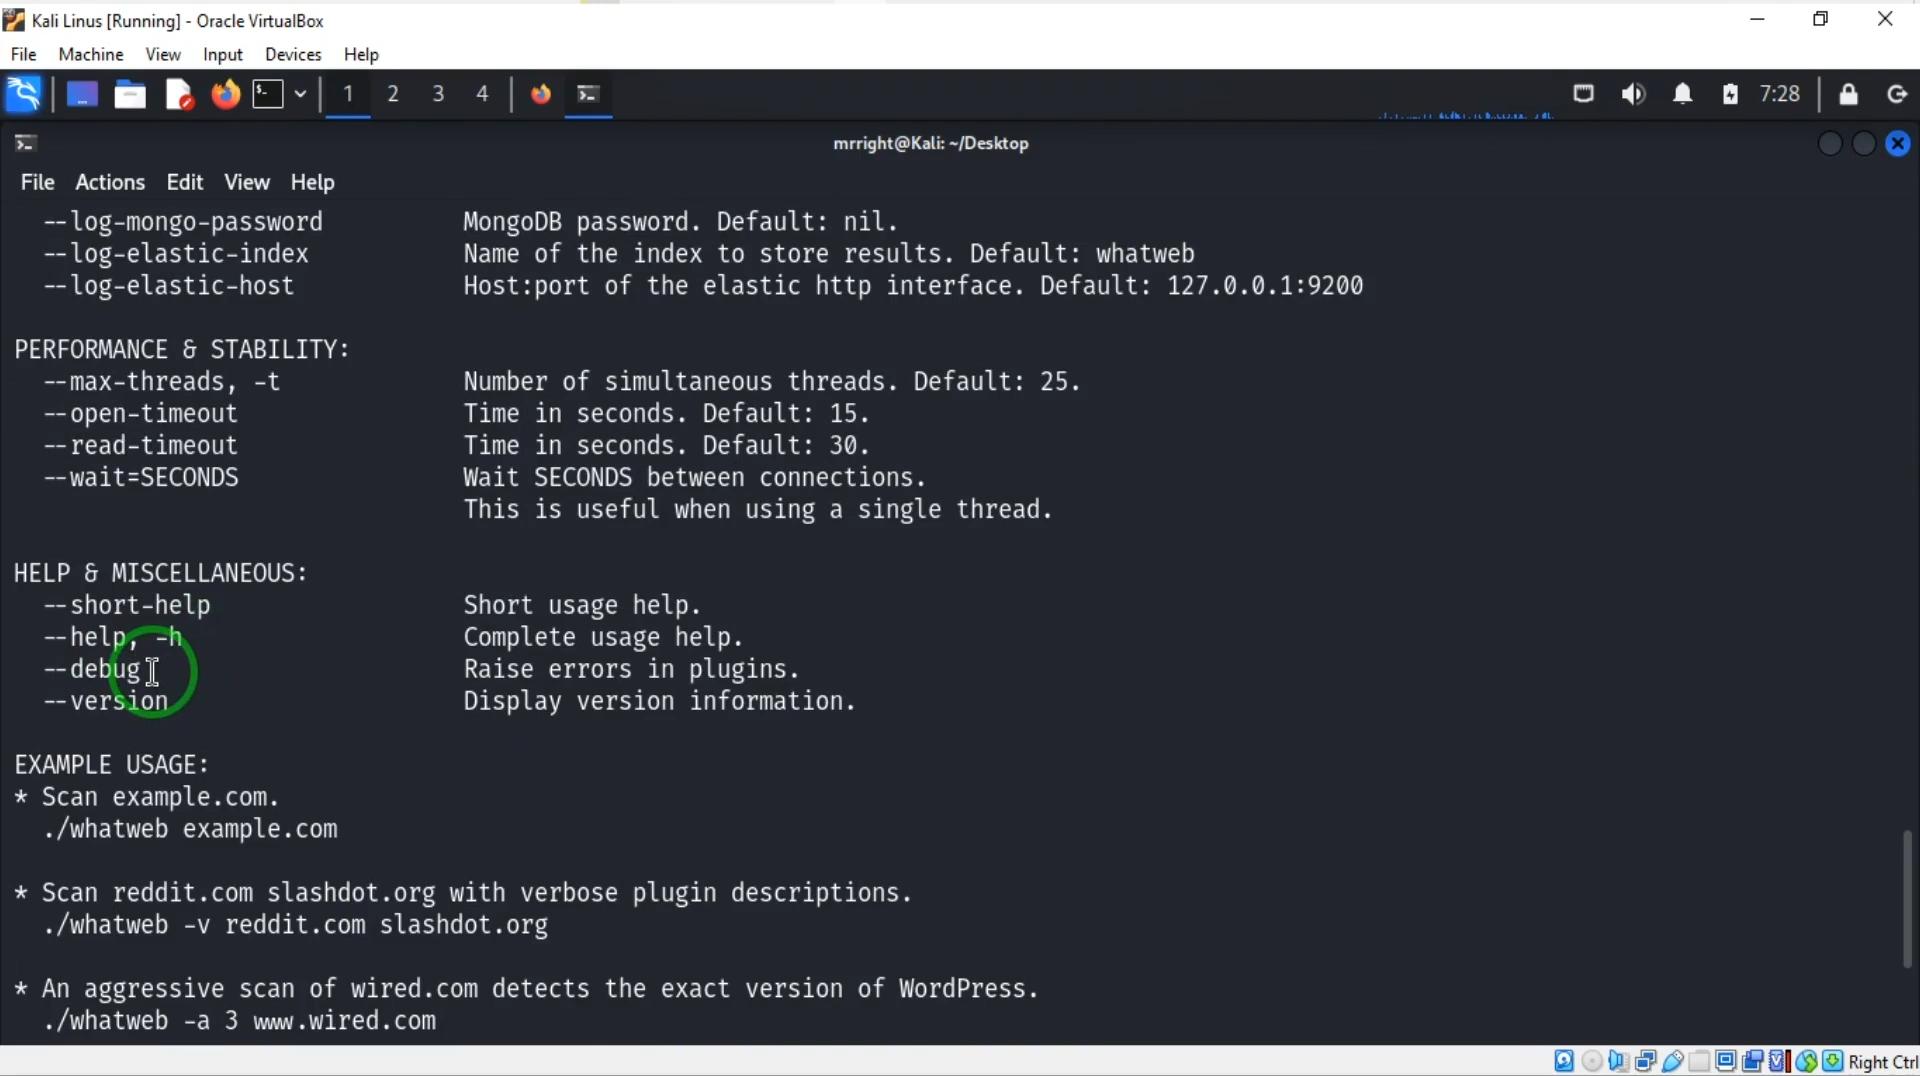 Kali Linus [Running] - Oracle VirtualBox
File Machine View Input Devices Help
1 2 3 4 7:28
mrright@Kali: ~/Desktop
File Actions Edit View Help
--log-mongo-password MongoDB password. Default: nil.
--log-elastic-index Name of the index to store results. Default: whatweb
--log-elastic-host Host:port of the elastic http interface. Default: 127.0.0.1:9200
PERFORMANCE & STABILITY:
--max-threads, -t Number of simultaneous threads. Default: 25.
--open-timeout Time in seconds. Default: 15.
--read-timeout Time in seconds. Default: 30.
--wait=SECONDS Wait SECONDS between connections.
This is useful when using a single thread.
HELP & MISCELLANEOUS:
--short-help Short usage help.
--help, -h Complete usage help.
--debug Raise errors in plugins.
--version Display version information.
EXAMPLE USAGE:
* Scan example.com.
./whatweb example.com
* Scan reddit.com slashdot.org with verbose plugin descriptions.
./whatweb -v reddit.com slashdot.org
* An aggressive scan of wired.com detects the exact version of WordPress.
./whatweb -a 3 www.wired.com
Right Ctrl